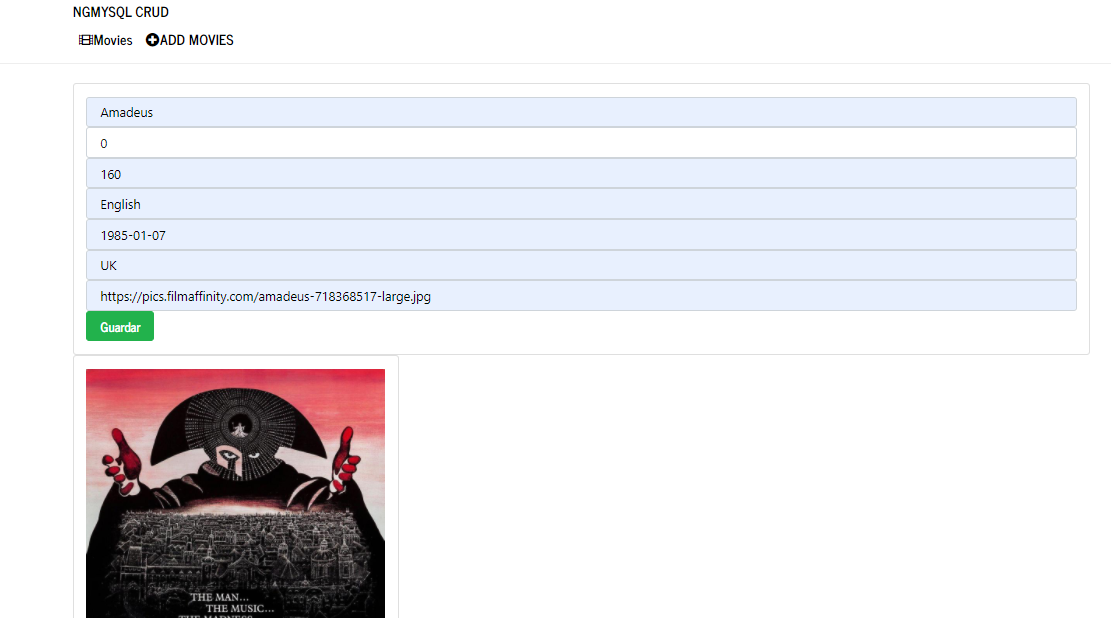 NGMYSQL CRUD
Movies ADD MOVIES
Amadeus
0
160
English
1985-01-07
UK
https://pics.filmaffinity.com/amadeus-718368517-large.jpg
Guardar
THE MAN...
THE MUSIC...
THE MADNESS